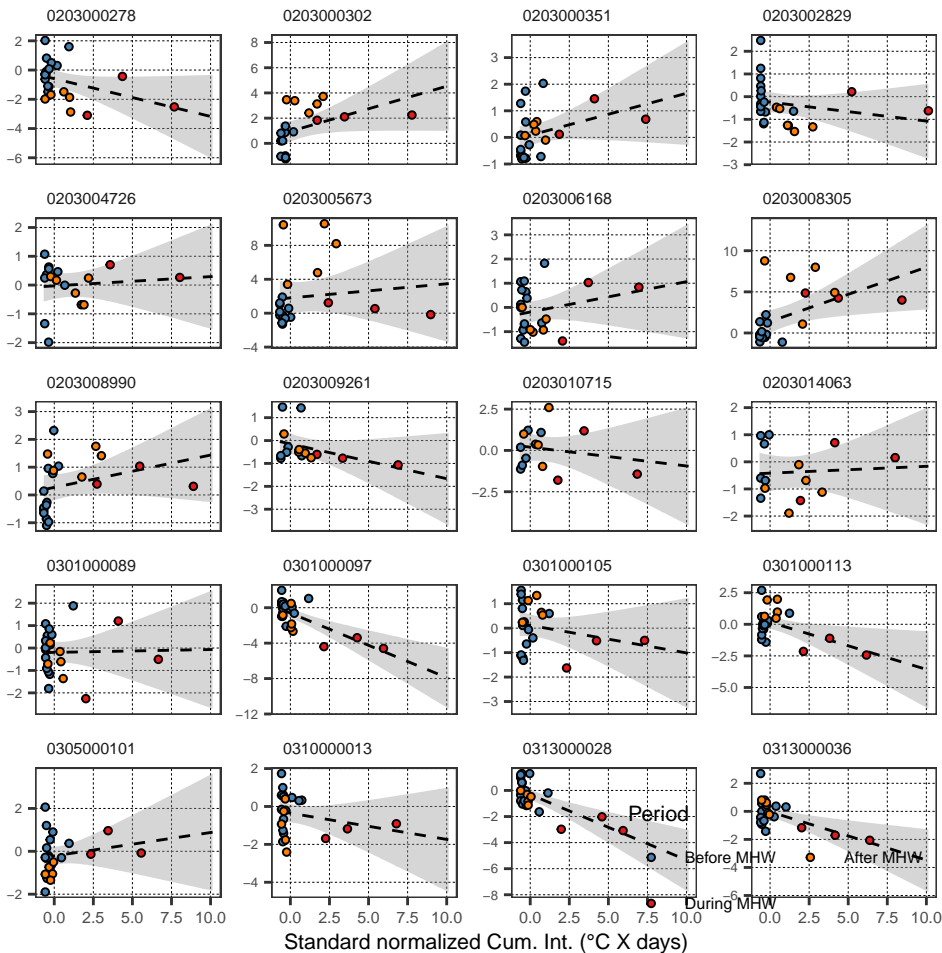 0203000278 0203000302 0203000351 0203002829
2 0 −2 −4 −6
8 6 4 2 0
3 2 1 0 −1
2 1 0 −1 −2 −3
0203004726 0203005673 0203006168 0203008305
2 1 0 −1 −2
8 4 0 −4
3 2 1 0 −1
10 5 0
0203008990 0203009261 0203010715 0203014063
3 2 1 0 −1
1 0 −1 −2 −3
2.5 0.0 −2.5
2 1 0 −1 −2
0301000089 0301000097 0301000105 0301000113
2 1 0 −1 −2
0 −4 −8 −12
1 0 −1 −2 −3
2.5 0.0 −2.5 −5.0
0305000101 0310000013 0313000028 0313000036
4 2 0 −2
2 0 −2 −4
2 0 −2 −4 −6 −8
2 0 −2 −4 −6
Period
Before MHW After MHW
During MHW
0.0 2.5 5.0 7.5 10.0 0.0 2.5 5.0 7.5 10.0 0.0 2.5 5.0 7.5 10.0 0.0 2.5 5.0 7.5 10.0
Standard normalized Cum. Int. (°C X days)